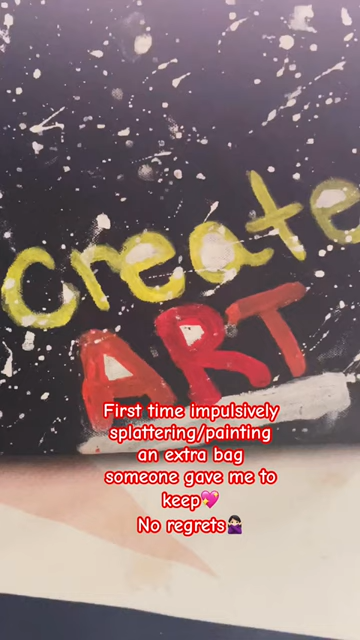 create
ART
First time impulsively
splattering/painting
an extra bag
someone gave me to
keep💖
No regrets🤷🏻‍♀️